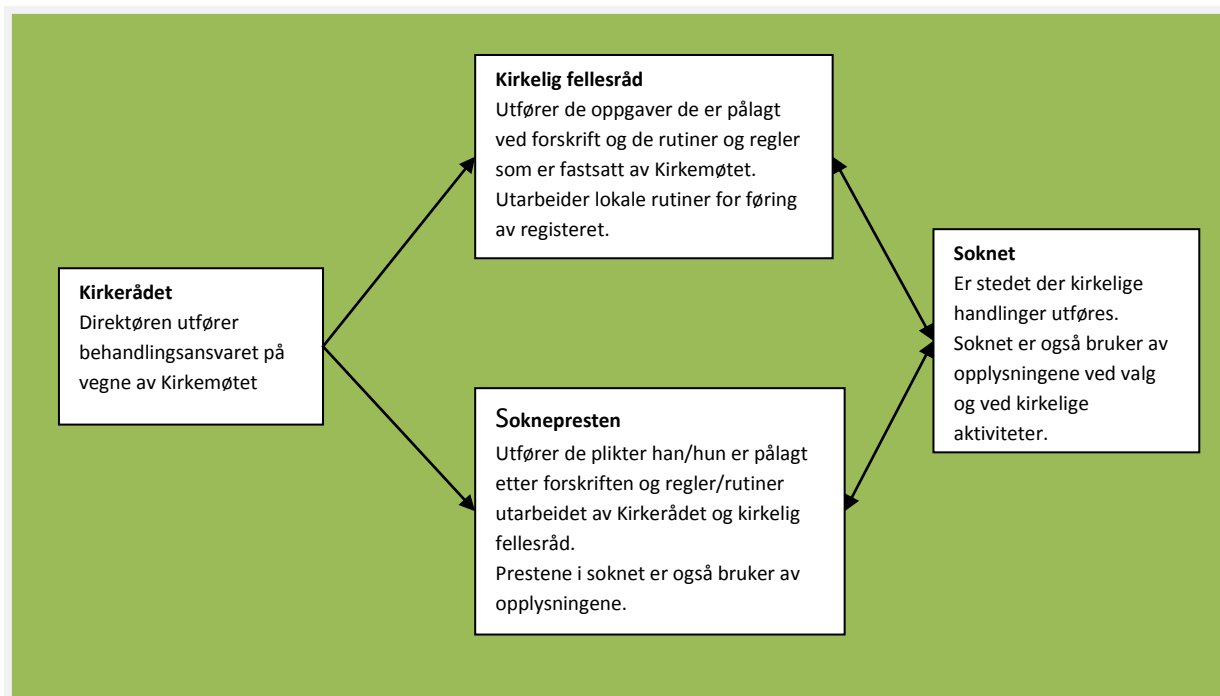 Kirkerådet
Direktøren utfører
behandlingsansvaret på
vegne av Kirkemøtet
Kirkelig fellesråd
Utfører de oppgaver de er pålagt
ved forskrift og de rutiner og regler
som er fastsatt av Kirkemøtet.
Utarbeider lokale rutiner for føring
av registeret.
Soknepresten
Utfører de plikter han/hun er pålagt
etter forskriften og regler/rutiner
utarbeidet av Kirkerådet og kirkelig
fellesråd.
Prestene i soknet er også bruker av
opplysningene.
Soknet
Er stedet der kirkelige
handlinger utføres.
Soknet er også bruker av
opplysningene ved valg
og ved kirkelige
aktiviteter.